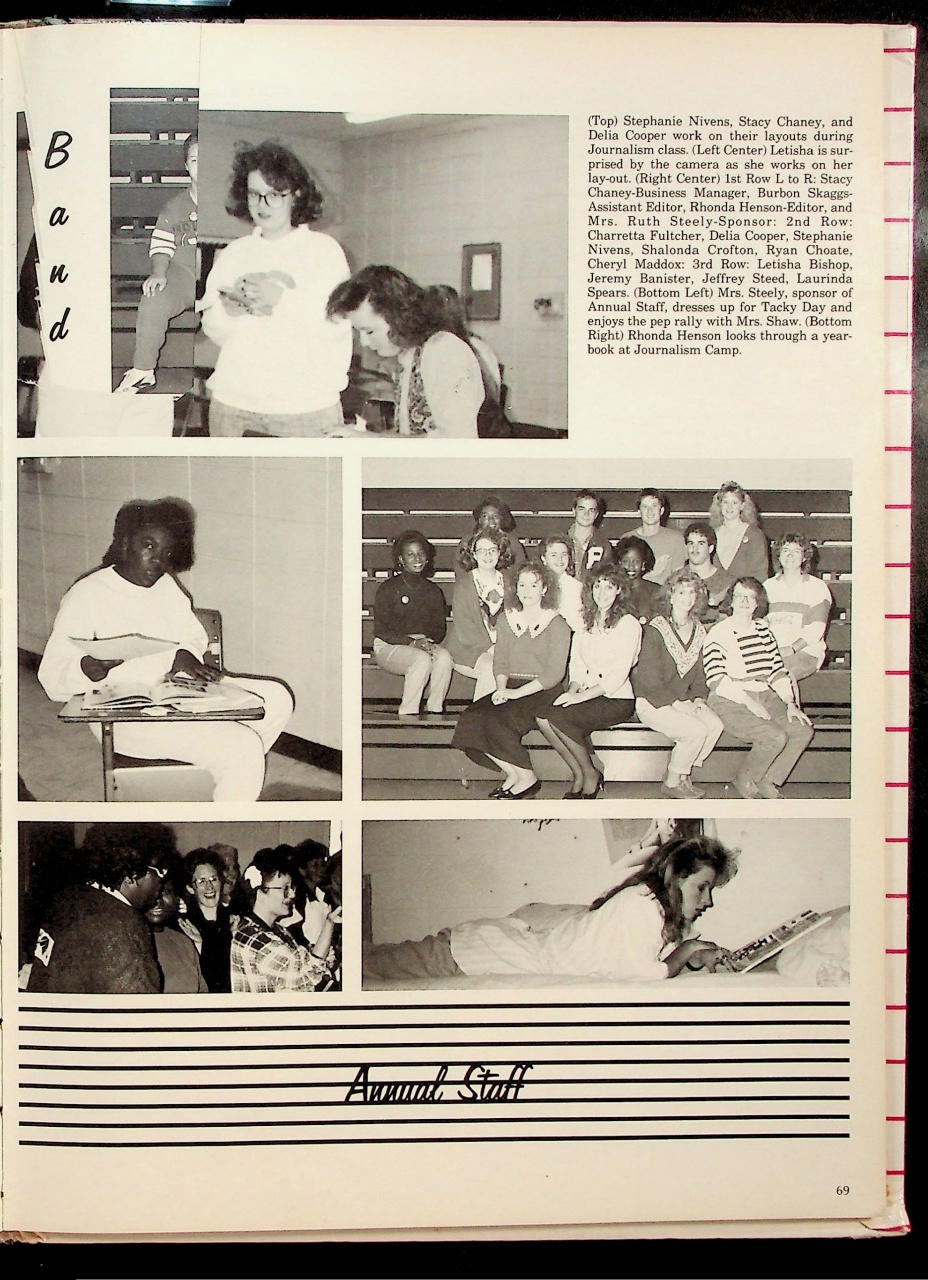 B
a
n
d
(Top) Stephanie Nivens, Stacy Chaney, and
Delia Cooper work on their layouts during
Journalism class. (Left Center) Letisha is sur-
prised by the camera as she works on her
lay-out. (Right Center) 1st Row L to R: Stacy
Chaney-Business Manager, Burbon Skaggs-
Assistant Editor, Rhonda Henson-Editor, and
Mrs. Ruth Steely-Sponsor: 2nd Row:
Charretta Fultcher, Delia Cooper, Stephanie
Nivens, Shalonda Crofton, Ryan Choate,
Cheryl Maddox: 3rd Row: Letisha Bishop,
Jeremy Banister, Jeffrey Steed, Laurinda
Spears. (Bottom Left) Mrs. Steely, sponsor of
Annual Staff, dresses up for Tacky Day and
enjoys the pep rally with Mrs. Shaw. (Bottom
Right) Rhonda Henson looks through a year-
book at Journalism Camp.
Annual Staff
69